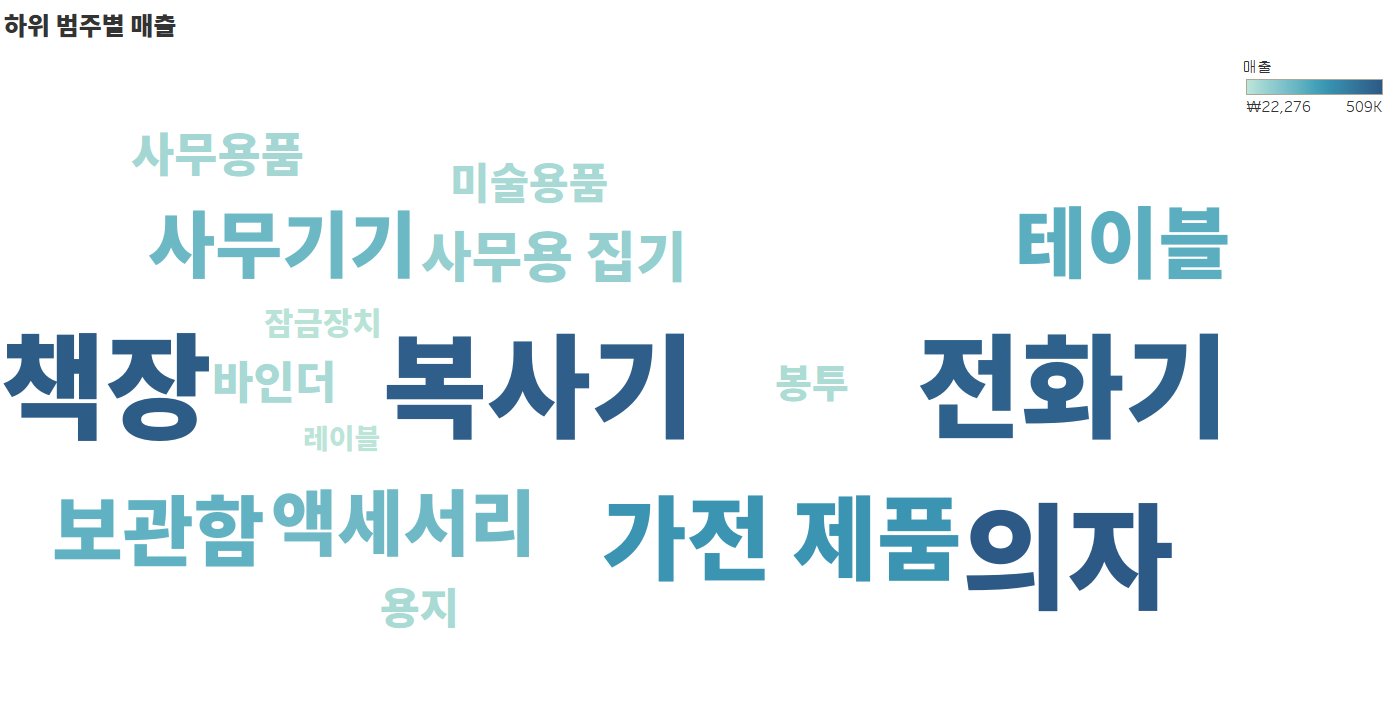 하위 범주별 매출
매출
₩22,276 509K
사무용품
미술용품
사무기기
사무용 집기
테이블
잠금장치
책장
바인더
복사기
봉투
전화기
레이블
보관함
액세서리
가전 제품
의자
용지